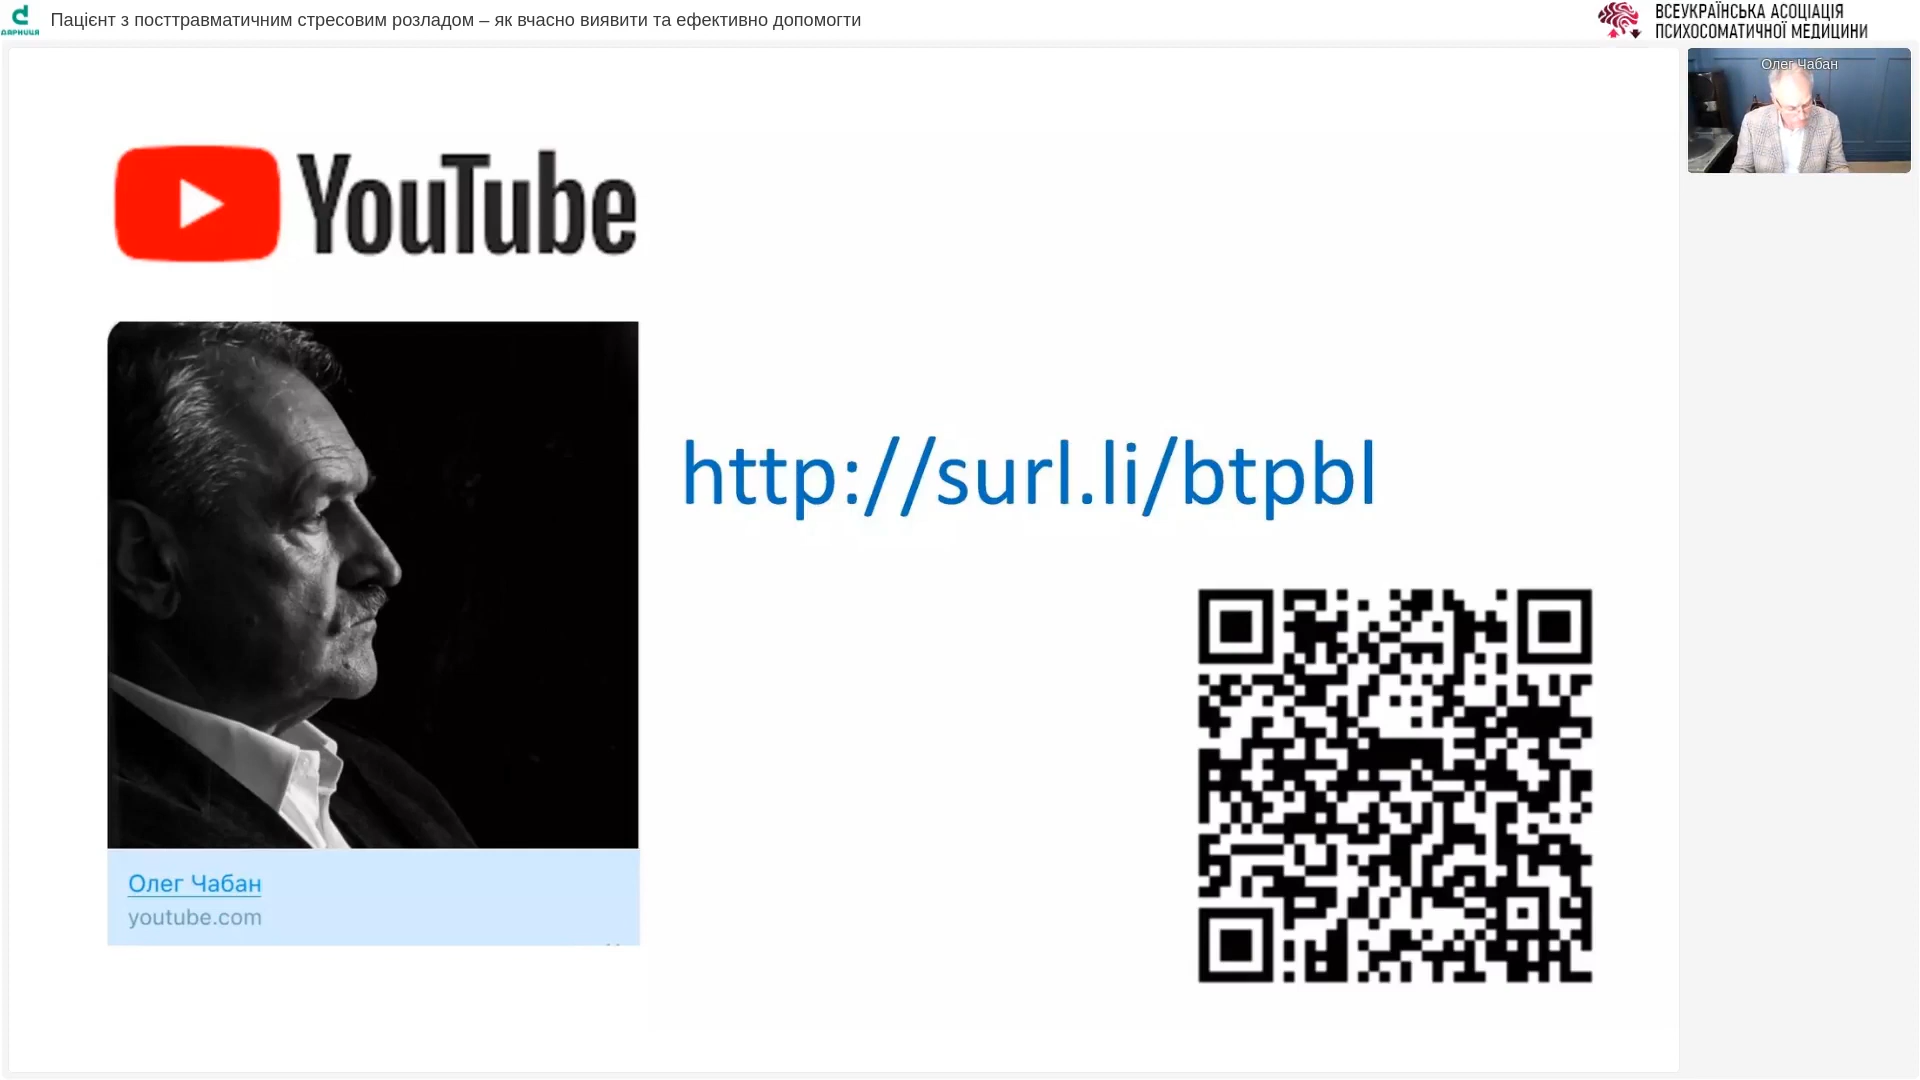 дарниця
Пацієнт з посттравматичним стресовим розладом – як вчасно виявити та ефективно допомогти
ВСЕУКРАЇНСЬКА АСОЦІАЦІЯ
ПСИХОСОМАТИЧНОЇ МЕДИЦИНИ
Олег Чабан
YouTube
http://surl.li/btpbl
Олег Чабан
youtube.com